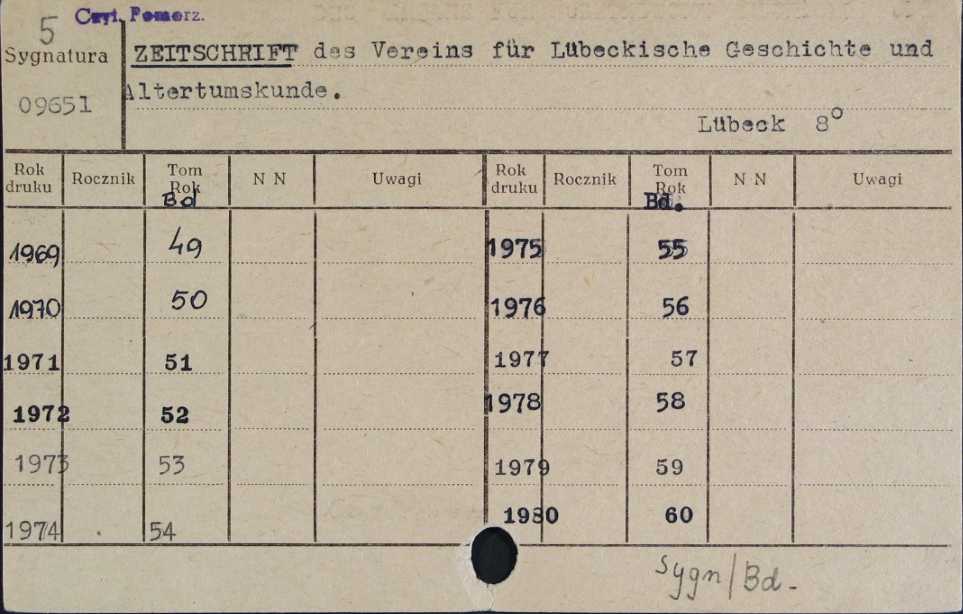 5 Czyt. Pomorz.
Sygnatura ZEITSCHRIFT des Vereins für Lübeckische Geschichte und
09651 Altertumskunde.
Lübeck 8°
Rok druku Rocznik Tom Rok N N Uwagi Rok druku Rocznik Tom Rok N N Uwagi
Bd Bd.
1969 49 1975 55
1970 50 1976 56
1971 51 1977 57
1972 52 1978 58
1973 53 1979 59
1974 54 1980 60
Sygn/Bd.